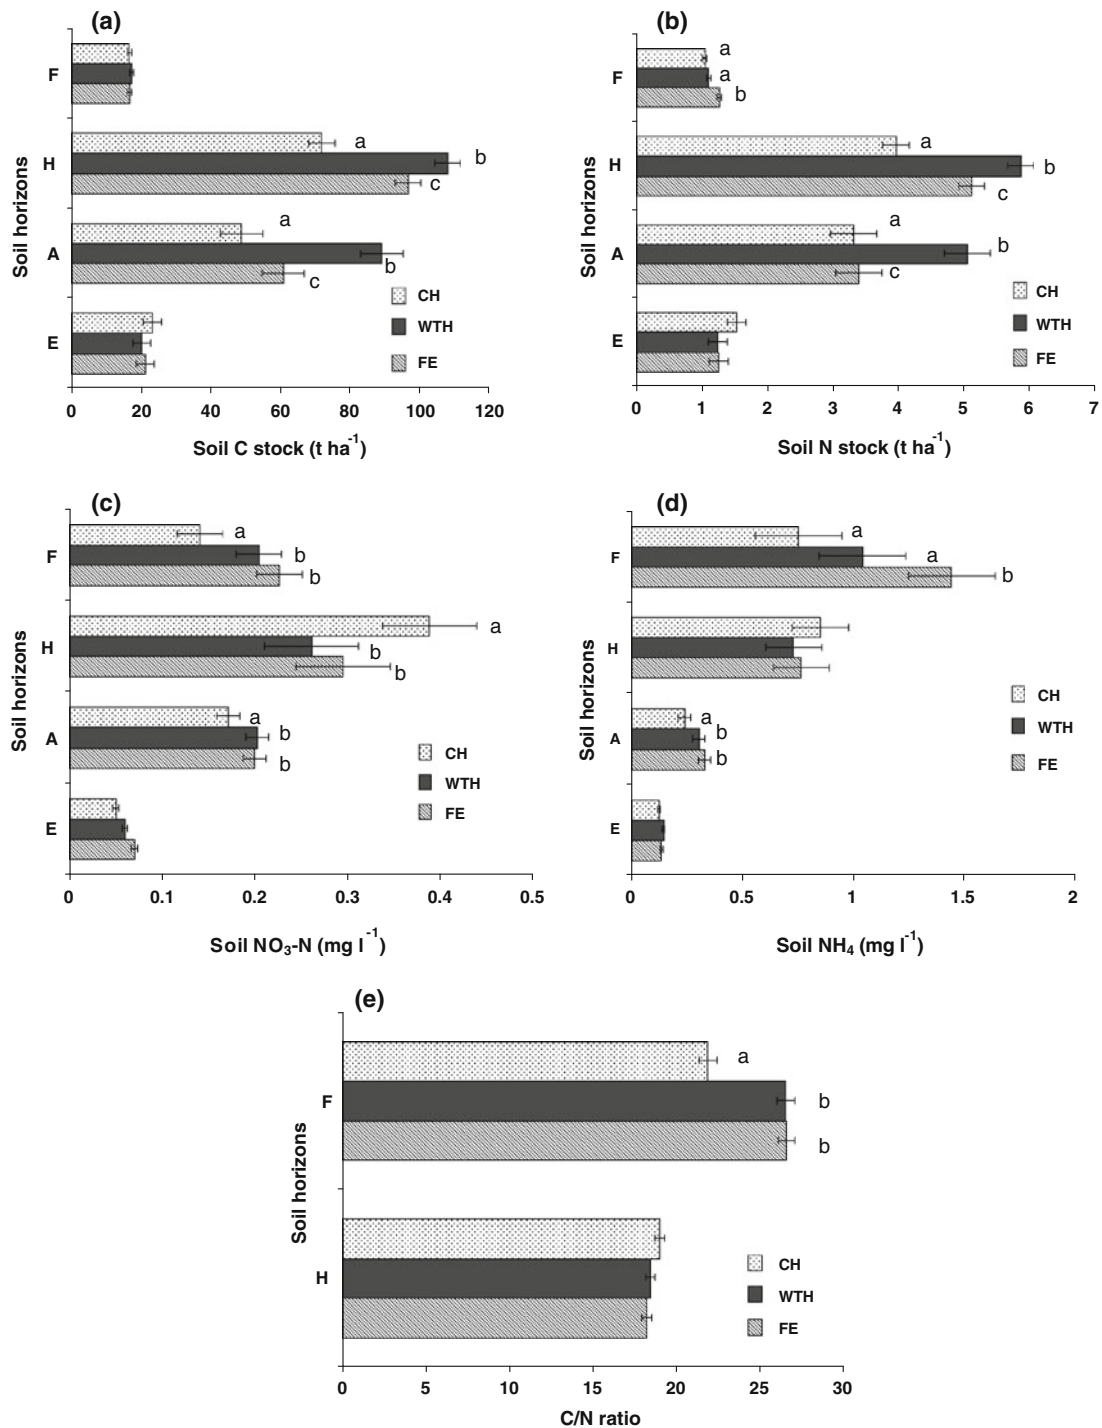 (a)
Soil horizons
F
H
A
E
a
b
c
a
b
c
CH
WTH
FE
0 20 40 60 80 100 120
Soil C stock (t ha⁻¹)
(b)
Soil horizons
F
H
A
E
a
a
b
a
b
c
a
b
c
CH
WTH
FE
0 1 2 3 4 5 6 7
Soil N stock (t ha⁻¹)
(c)
Soil horizons
F
H
A
E
a
b
b
a
b
b
a
b
b
CH
WTH
FE
0 0.1 0.2 0.3 0.4 0.5
Soil NO₃-N (mg l⁻¹)
(d)
Soil horizons
F
H
A
E
a
a
b
a
b
b
CH
WTH
FE
0 0.5 1 1.5 2
Soil NH₄ (mg l⁻¹)
(e)
Soil horizons
F
H
a
b
b
CH
WTH
FE
0 5 10 15 20 25 30
C/N ratio